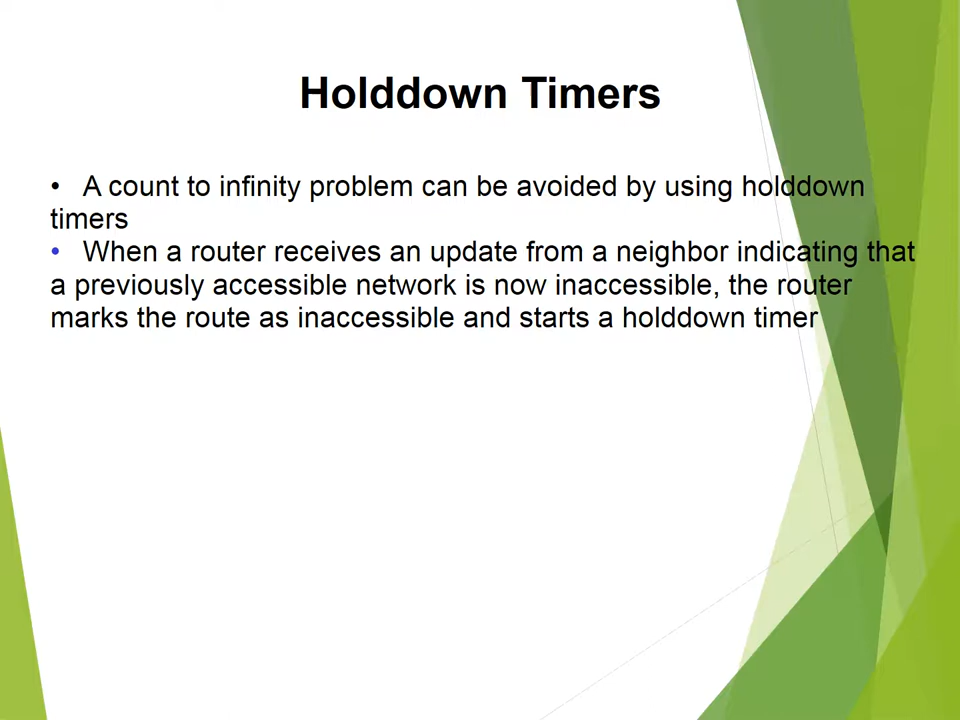 Holddown Timers
• A count to infinity problem can be avoided by using holddown
timers
• When a router receives an update from a neighbor indicating that
a previously accessible network is now inaccessible, the router
marks the route as inaccessible and starts a holddown timer